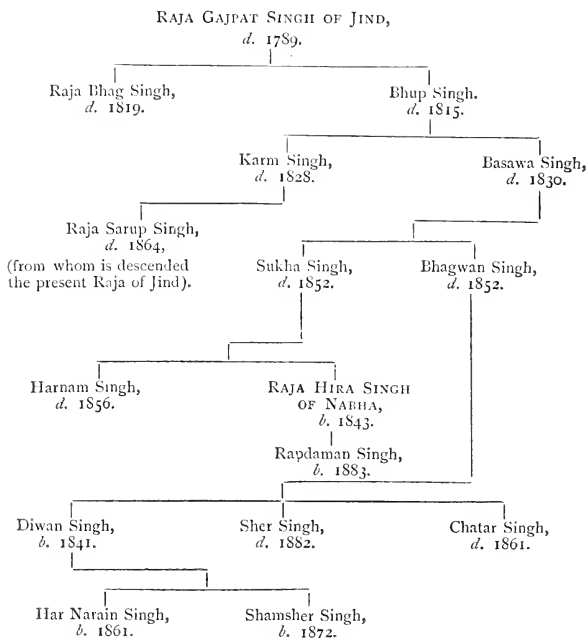 RAJA GAJPAT SINGH OF JIND,
d. 1789.
Raja Bhag Singh,
d. 1819.
Bhup Singh.
d. 1815.
Karm Singh,
d. 1828.
Basawa Singh,
d. 1830.
Raja Sarup Singh,
d. 1864,
(from whom is descended
the present Raja of Jind).
Sukha Singh,
d. 1852.
Bhagwan Singh,
d. 1852.
Harnam Singh,
d. 1856.
RAJA HIRA SINGH
OF NABHA,
b. 1843.
Rapdaman Singh,
b. 1883.
Diwan Singh,
b. 1841.
Sher Singh,
d. 1882.
Chatar Singh,
d. 1861.
Har Narain Singh,
b. 1861.
Shamsher Singh,
b. 1872.